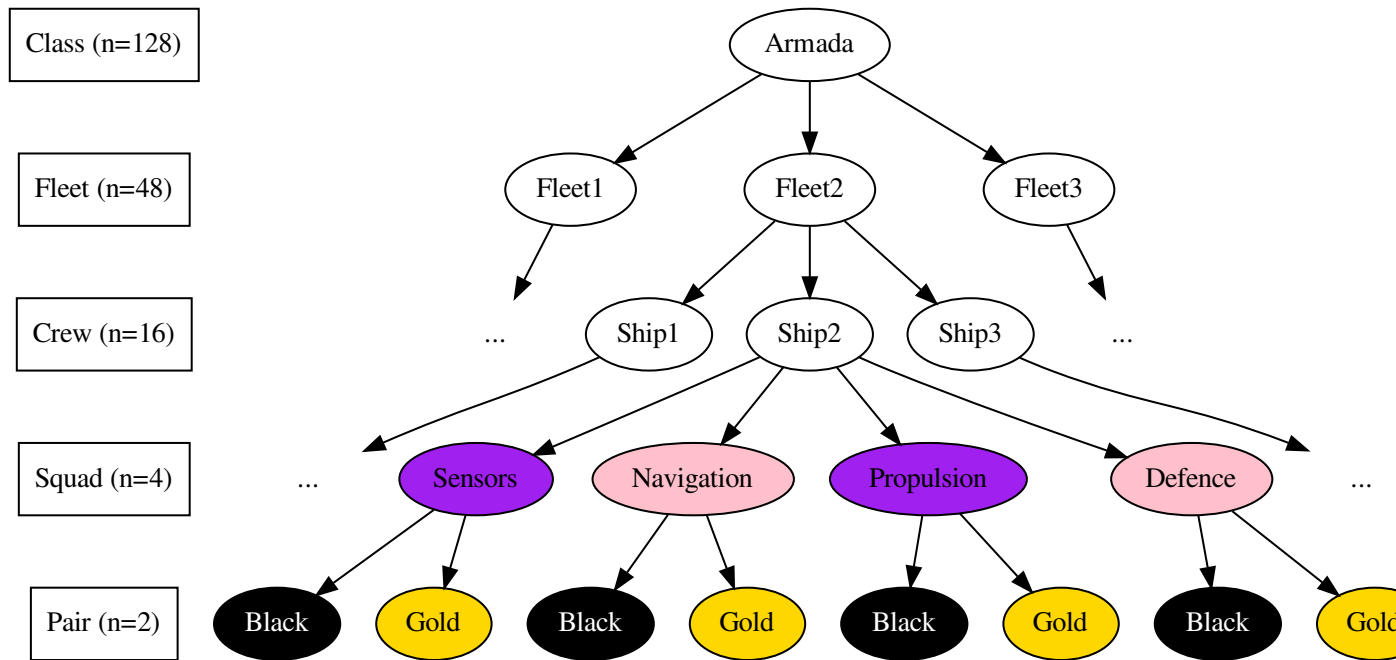 Class (n=128)
Armada
Fleet (n=48)
Fleet1
Fleet2
Fleet3
Crew (n=16)
...
Ship1
Ship2
Ship3
...
Squad (n=4)
...
Sensors
Navigation
Propulsion
Defence
...
Pair (n=2)
Black
Gold
Black
Gold
Black
Gold
Black
Gold